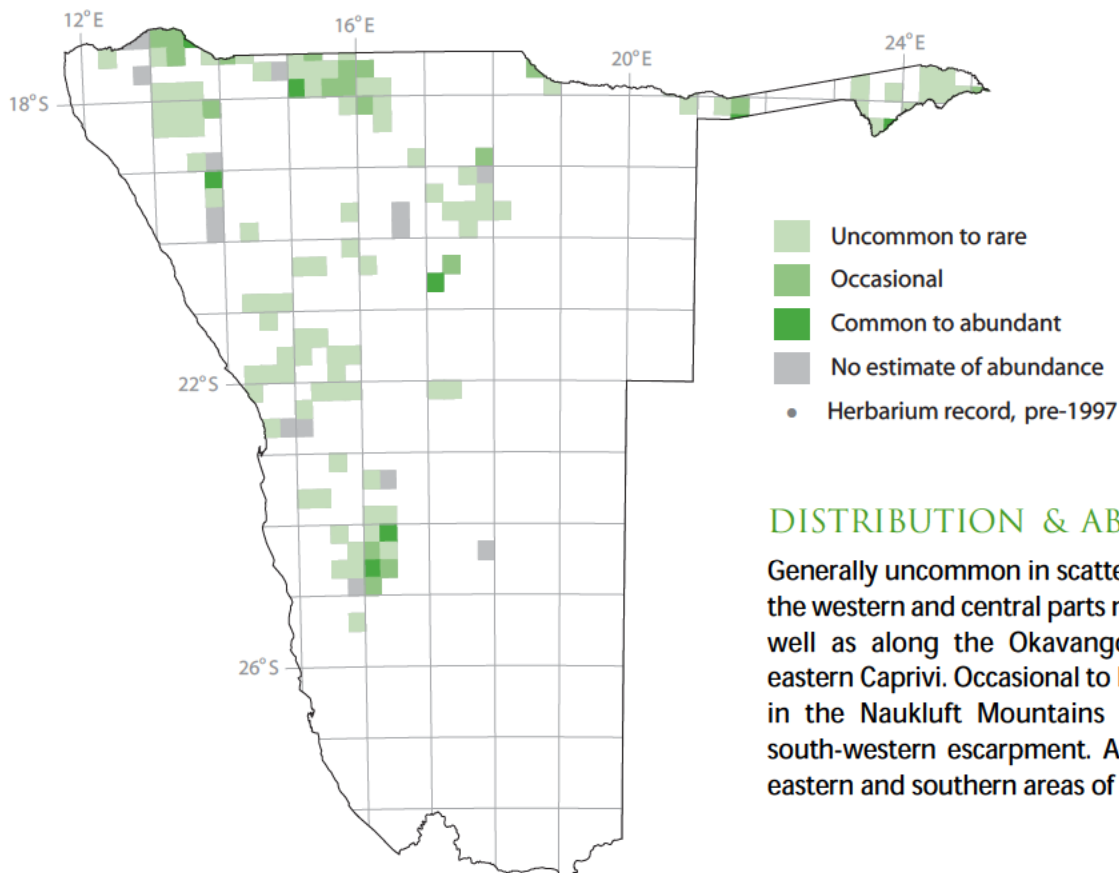 12°E
16°E
20°E
24°E
18°S
22°S
26°S
Uncommon to rare
Occasional
Common to abundant
No estimate of abundance
Herbarium record, pre-1997
DISTRIBUTION & AB
Generally uncommon in scatte
the western and central parts
well as along the Okavango
eastern Caprivi. Occasional to
in the Naukluft Mountains
south-western escarpment. A
eastern and southern areas of